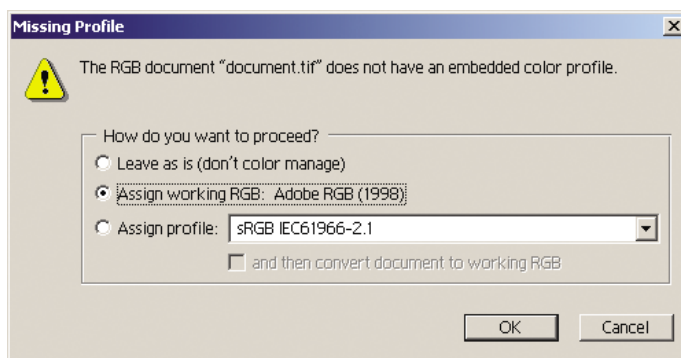 Missing Profile
The RGB document “document.tif” does not have an embedded color profile.
How do you want to proceed?
Leave as is (don't color manage)
Assign working RGB: Adobe RGB (1998)
Assign profile: sRGB IEC61966-2.1
and then convert document to working RGB
OK Cancel